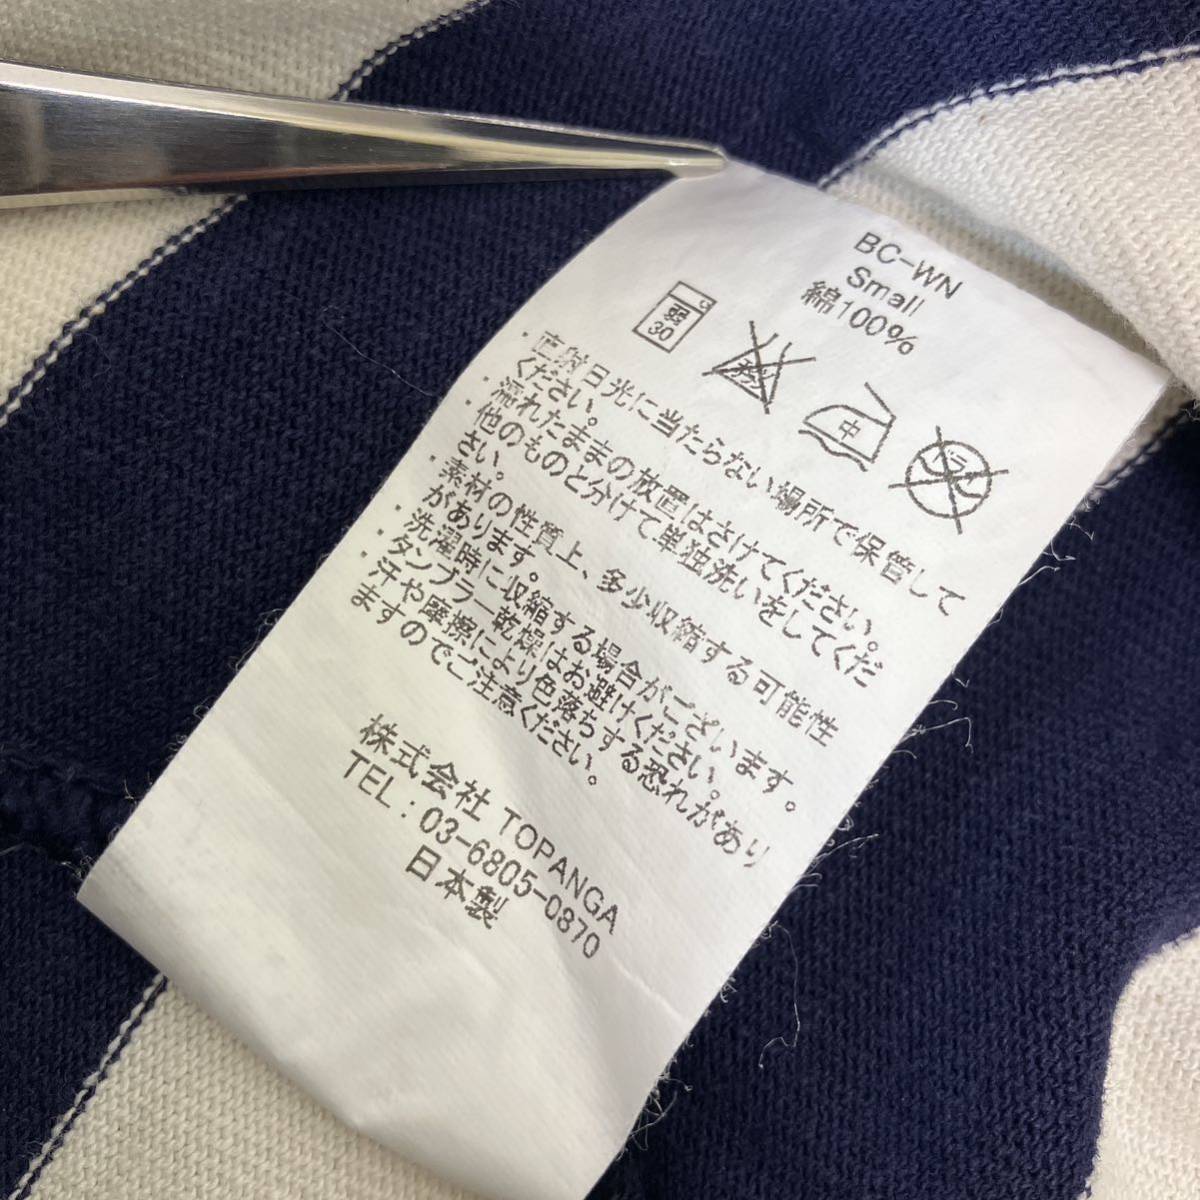 BC-WN
Small
綿100%
弱
30
エンソ
中
ドライ
・直射日光に当たらない場所で保管して
ください。
・濡れたままの放置はさけてください。
・他のものと分けて単独洗いをしてくだ
さい。
・素材の性質上、多少収縮する可能性
があります。
・洗濯時に収縮する場合がございます。
・タンブラー乾燥はお避けください。
汗や摩擦により色落ちする恐れがあり
ますのでご注意ください。
株式会社 TOPANGA
TEL:03-6805-0870
日本製